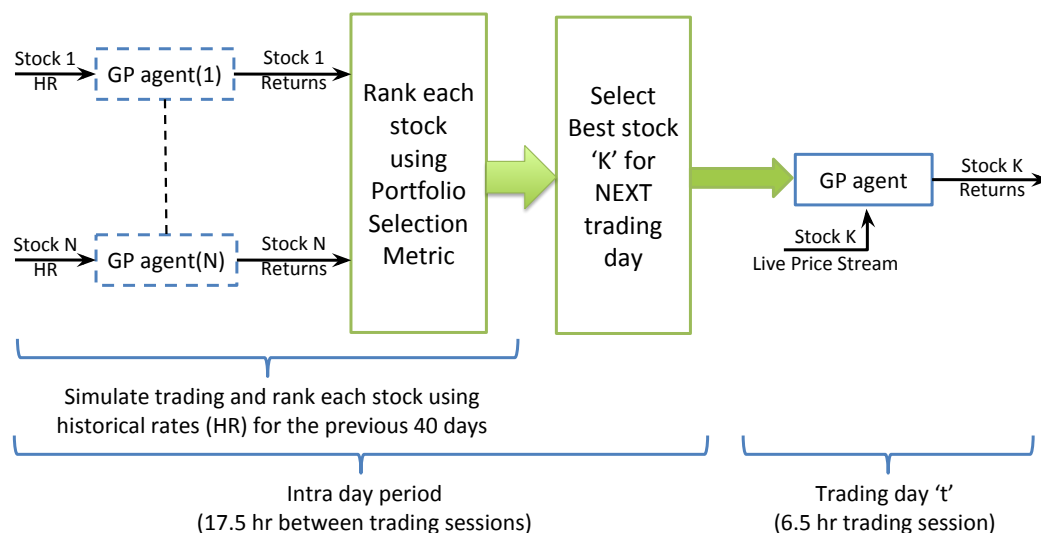 Stock 1
HR
GP agent(1)
Stock 1
Returns
Stock N
HR
GP agent(N)
Stock N
Returns
Rank each
stock
using
Portfolio
Selection
Metric
Select
Best stock
‘K’ for
NEXT
trading
day
GP agent
Stock K
Returns
Stock K
Live Price Stream
Simulate trading and rank each stock using
historical rates (HR) for the previous 40 days
Intra day period
(17.5 hr between trading sessions)
Trading day ‘t’
(6.5 hr trading session)